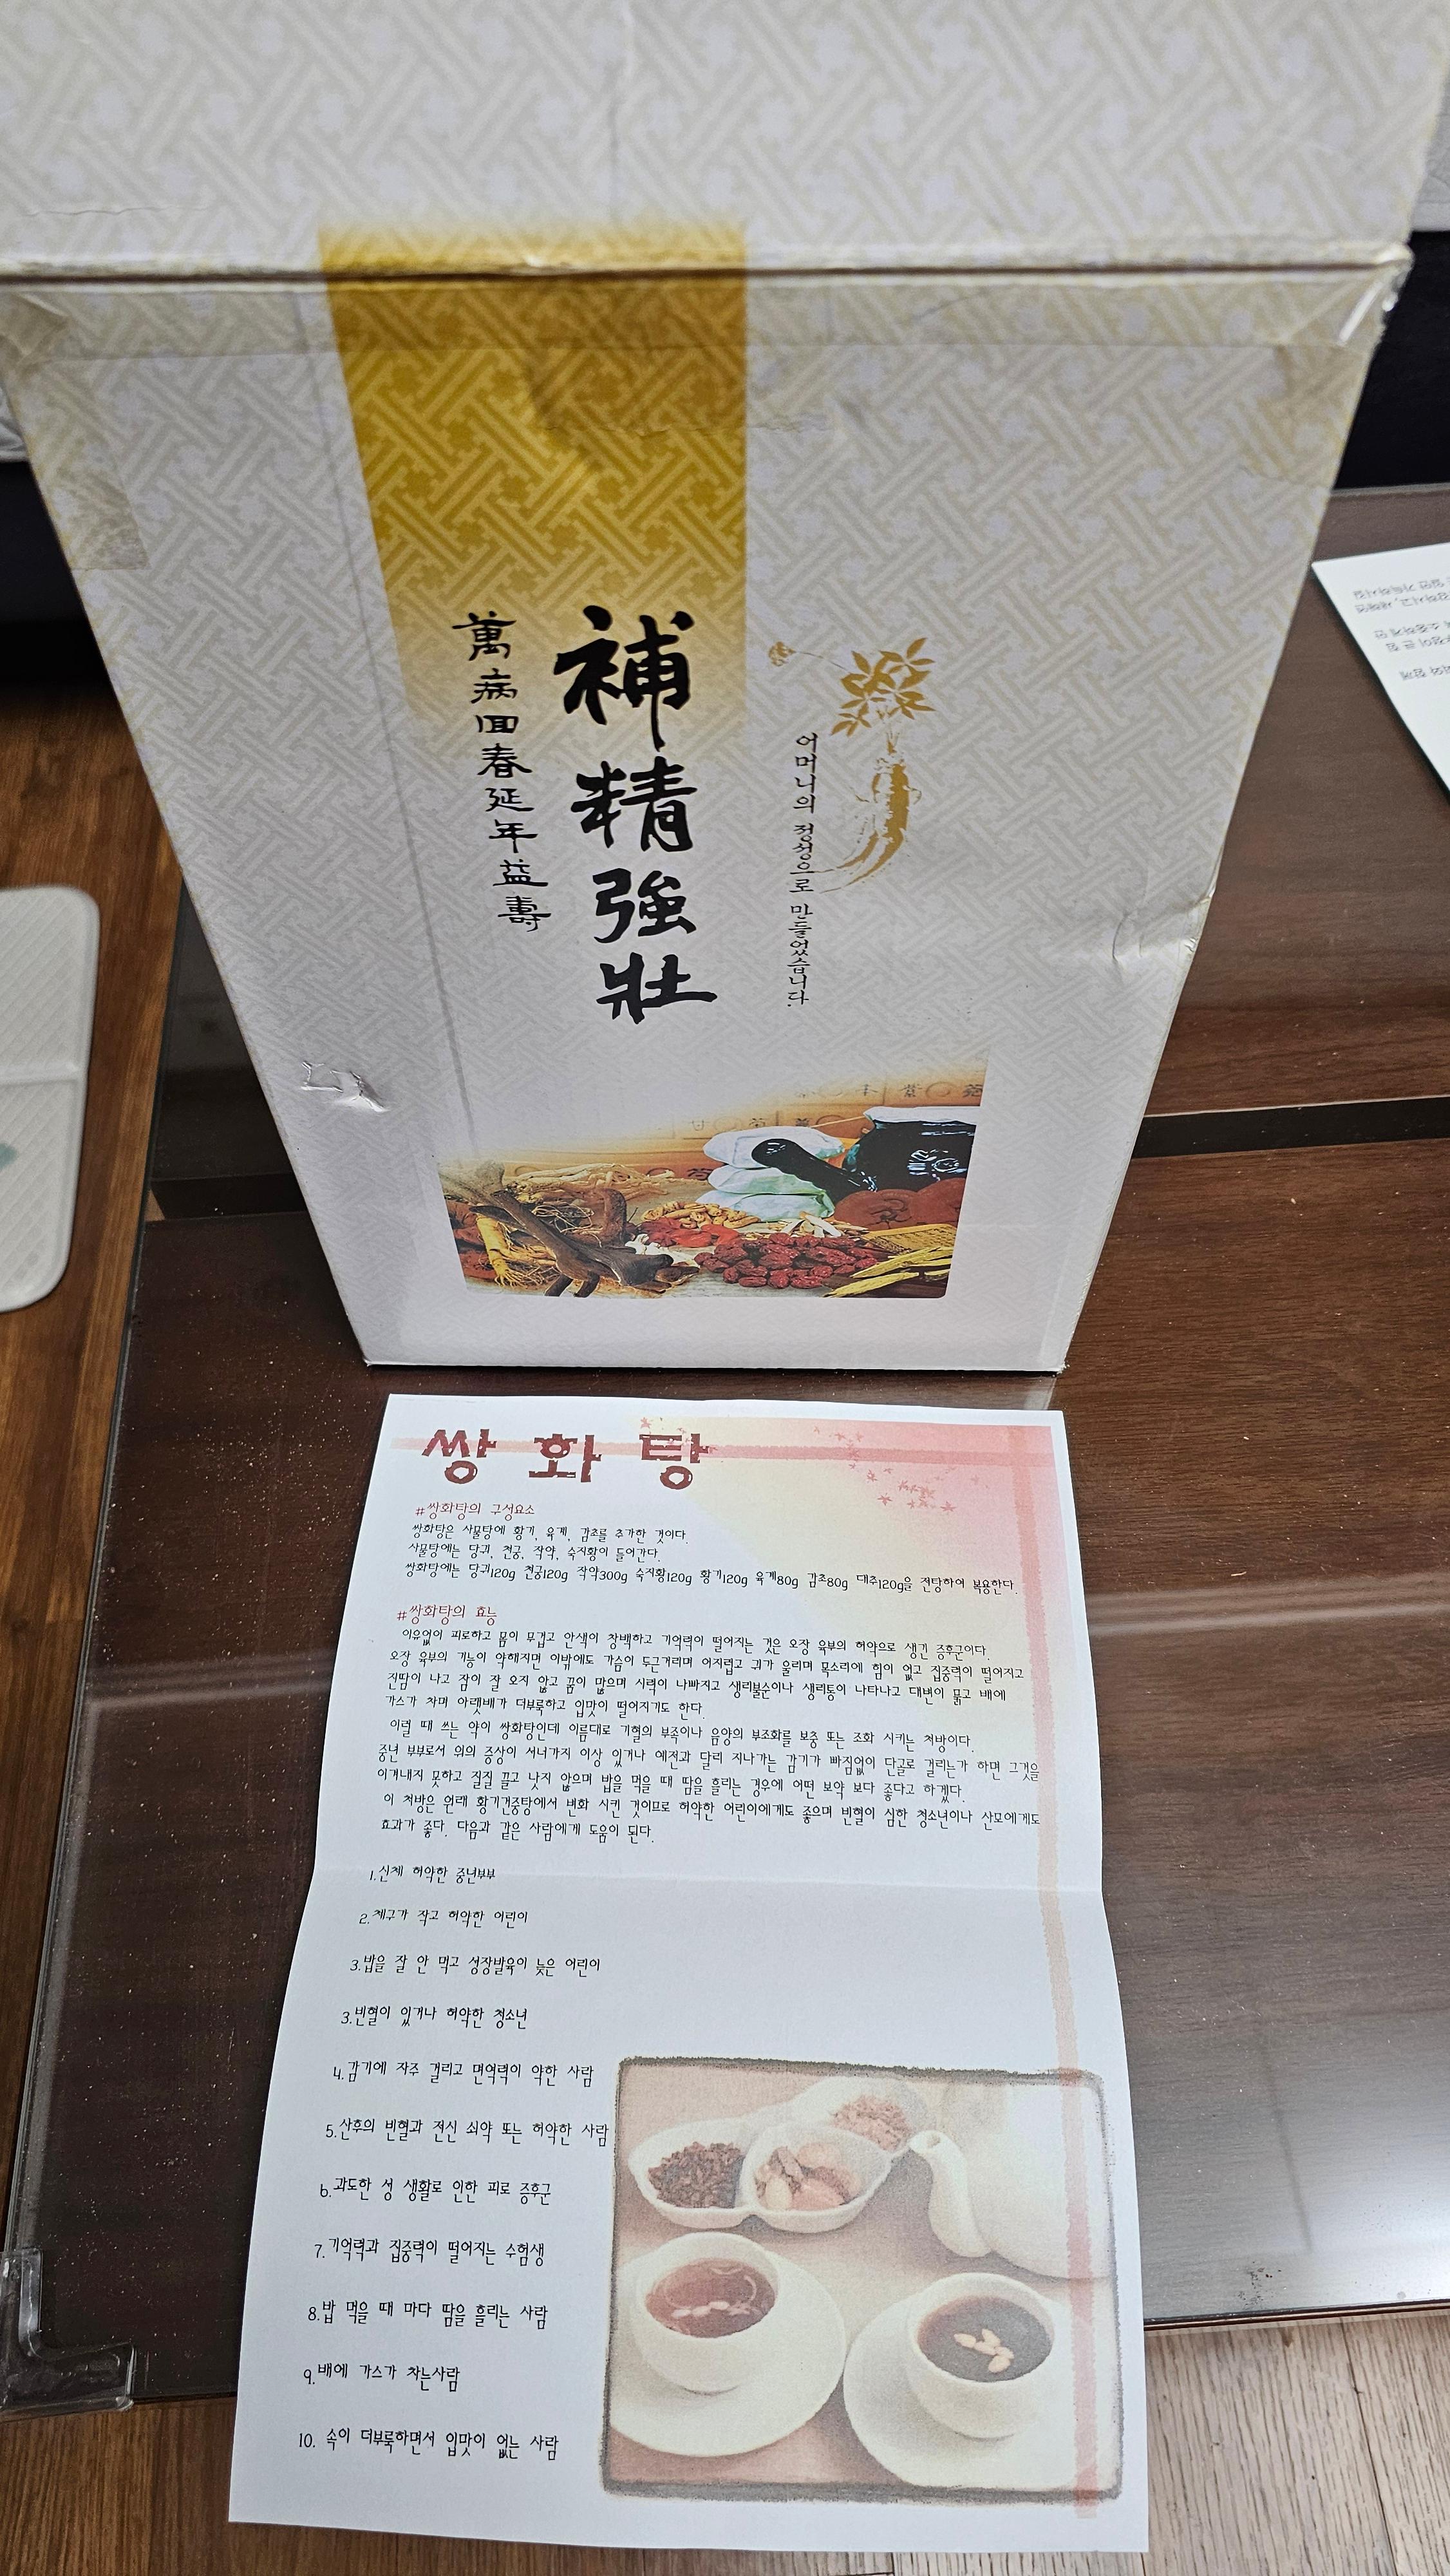 補精強壯
萬病回春延年益壽
어머니의 정성으로 만들었습니다.
쌍화탕
#쌍화탕의 구성요소
쌍화탕은 사물탕에 황기, 육계, 감초를 추가한 것이다.
사물탕에는 당귀, 천궁, 작약, 숙지황이 들어간다.
쌍화탕에는 당귀120g 천궁120g 작약300g 숙지황120g 황기120g 육계80g 감초80g 대추120g을 전탕하여 복용한다.
#쌍화탕의 효능
이유없이 피로하고 몸이 무겁고 안색이 창백하고 기억력이 떨어지는 것은 오장 육부의 허약으로 생긴 증후군이다.
오장 육부의 기능이 약해지면 이밖에도 가슴이 두근거리며 어지럽고 귀가 울리며 목소리에 힘이 없고 집중력이 떨어지고
진땀이 나고 잠이 잘 오지 않고 꿈이 많으며 시력이 나빠지고 생리불순이나 생리통이 나타나고 대변이 묽고 배에
가스가 차며 아랫배가 더부룩하고 입맛이 떨어지기도 한다.
이럴 때 쓰는 약이 쌍화탕인데 이름대로 기혈의 부족이나 음양의 부조화를 보충 또는 조화 시키는 처방이다.
중년 부부로서 위의 증상이 서너가지 이상 있거나 예전과 달리 지나가는 감기가 빠짐없이 단골로 걸리는가 하면 그것을
이겨내지 못하고 질질 끌고 낫지 않으며 밥을 먹을 때 땀을 흘리는 경우에 어떤 보약 보다 좋다고 하겠다.
이 처방은 원래 황기건중탕에서 변화 시킨 것이므로 허약한 어린이에게도 좋으며 빈혈이 심한 청소년이나 산모에게도
효과가 좋다. 다음과 같은 사람에게 도움이 된다.
1.신체 허약한 중년부부
2.체구가 작고 허약한 어린이
3.밥을 잘 안 먹고 성장발육이 늦은 어린이
3.빈혈이 있거나 허약한 청소년
4.감기에 자주 걸리고 면역력이 약한 사람
5.산후의 빈혈과 전신 쇠약 또는 허약한 사람
6.과도한 성 생활로 인한 피로 증후군
7.기억력과 집중력이 떨어지는 수험생
8.밥 먹을 때 마다 땀을 흘리는 사람
9.배에 가스가 차는사람
10. 속이 더부룩하면서 입맛이 없는 사람